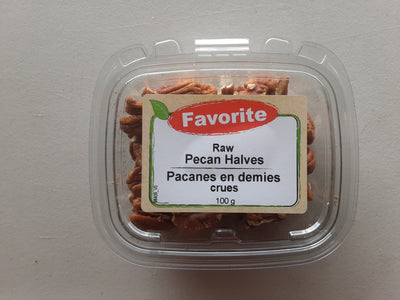 Favorite
Raw
Pecan Halves
Pacanes en demies
crues
100 g